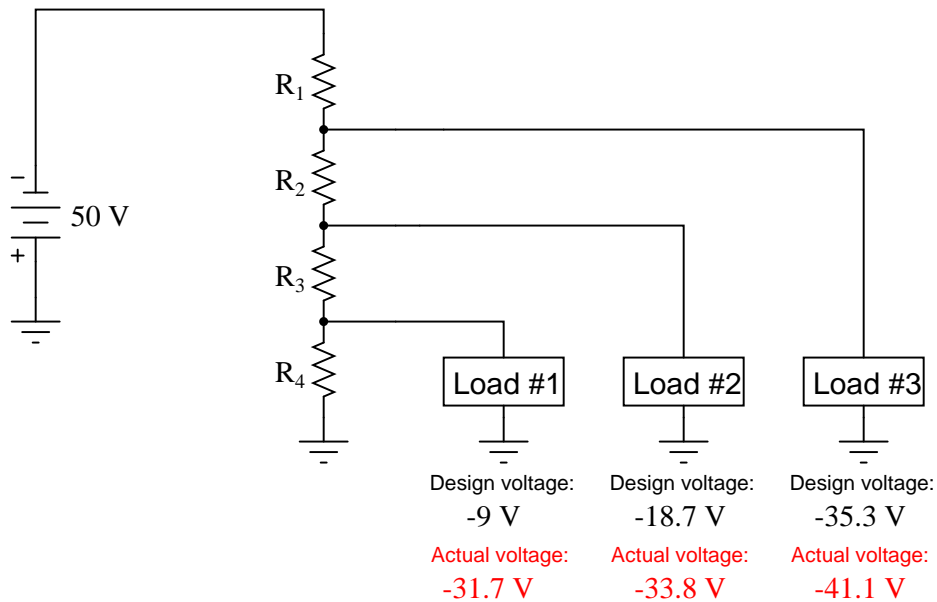 R1
−
R2
50 V
+
R3
R4
Load #1 Load #2 Load #3
Design voltage: Design voltage: Design voltage:
-9 V -18.7 V -35.3 V
Actual voltage: Actual voltage: Actual voltage:
-31.7 V -33.8 V -41.1 V